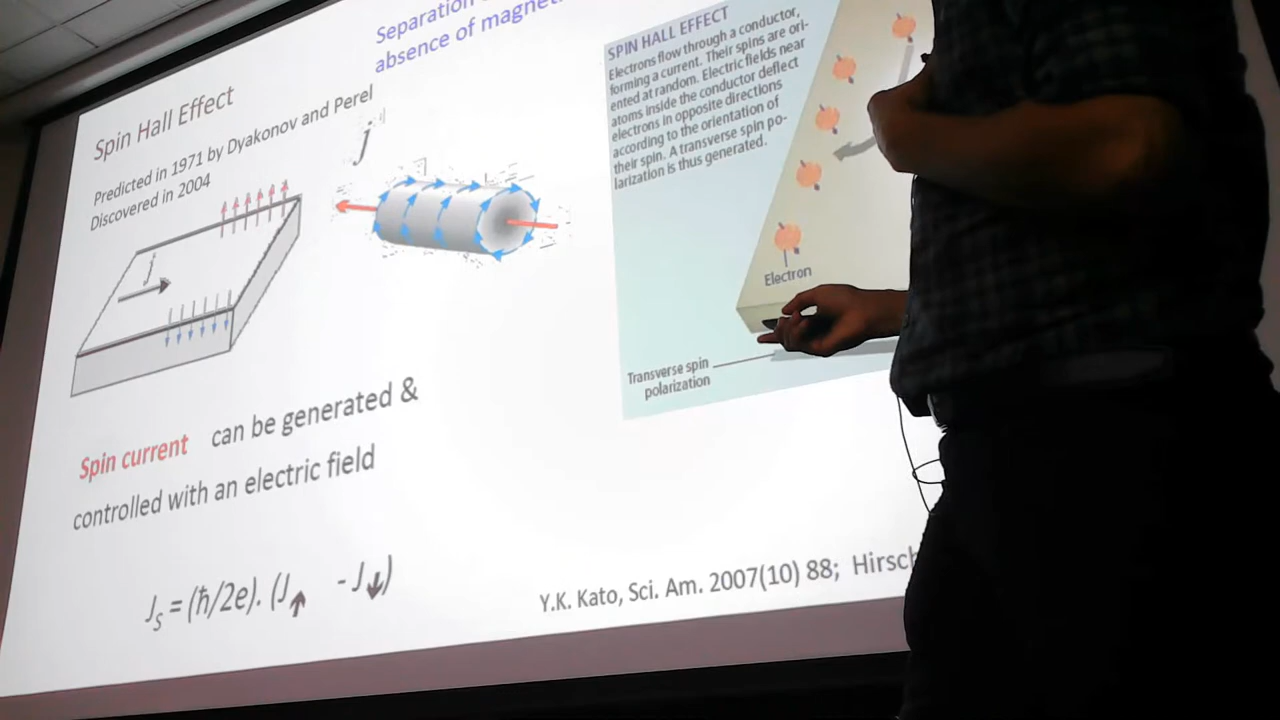 Spin Hall Effect
Predicted in 1971 by Dyakonov and Perel
Discovered in 2004
j
Separation
absence of
j
Spin current can be generated &
controlled with an electric field
J_S = (ħ/2e). (J↑ - J↓)
SPIN HALL EFFECT
Electrons flow through a conductor,
forming a current. Their spins are ori-
ented at random. Electric fields near
atoms inside the conductor deflect
electrons in opposite directions
according to the orientation of
their spin. A transverse spin po-
larization is thus generated.
Electron
Transverse spin
polarization
Y.K. Kato, Sci. Am. 2007(10) 88;